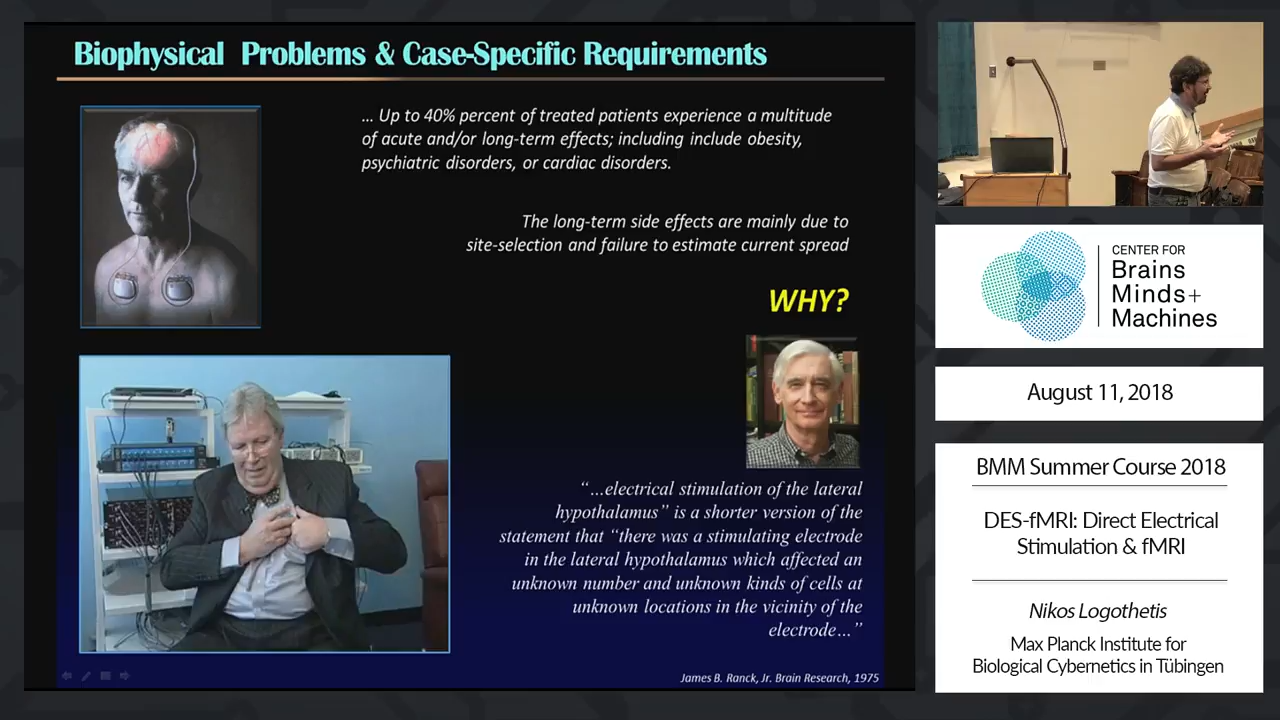 Biophysical Problems & Case-Specific Requirements
... Up to 40% percent of treated patients experience a multitude
of acute and/or long-term effects; including include obesity,
psychiatric disorders, or cardiac disorders.
The long-term side effects are mainly due to
site-selection and failure to estimate current spread
WHY?
“...electrical stimulation of the lateral
hypothalamus” is a shorter version of the
statement that “there was a stimulating electrode
in the lateral hypothalamus which affected an
unknown number and unknown kinds of cells at
unknown locations in the vicinity of the
electrode...”
James B. Ranck, Jr. Brain Research, 1975
CENTER FOR
Brains
Minds+
Machines
August 11, 2018
BMM Summer Course 2018
DES-fMRI: Direct Electrical
Stimulation & fMRI
Nikos Logothetis
Max Planck Institute for
Biological Cybernetics in Tübingen